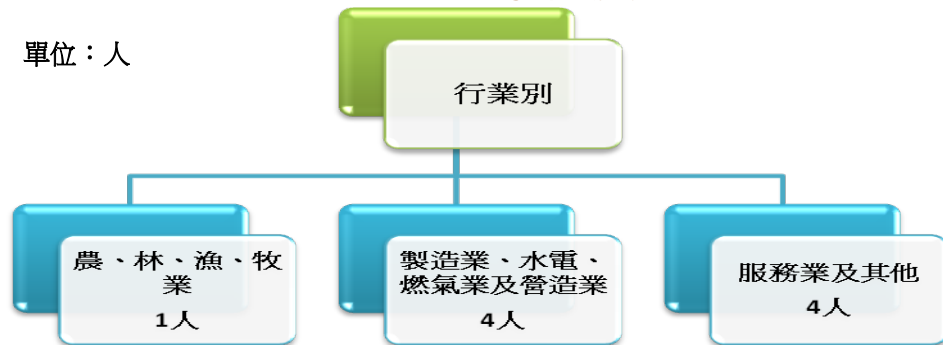 單位：人
行業別
農、林、漁、牧
業
1人
製造業、水電、
燃氣業及營造業
4人
服務業及其他
4人